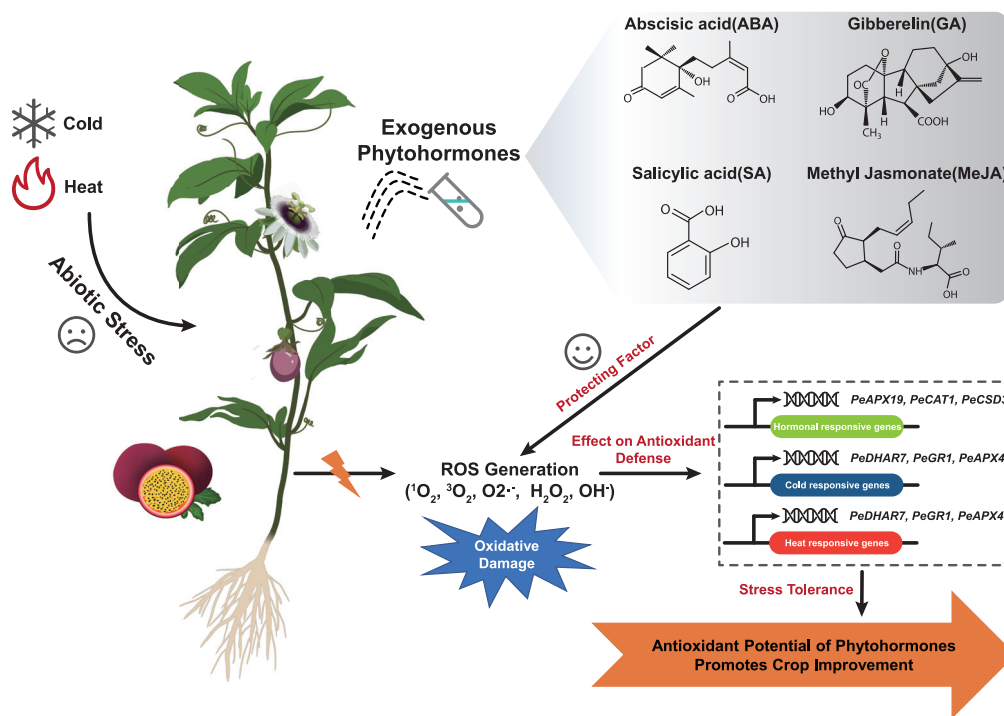 Abscisic acid(ABA)
Gibberelin(GA)
OH
O
O
OH
O
OC
H
OH
HO
CH₃
H
COOH
Cold
Heat
Exogenous
Phytohormones
Abiotic Stress
Salicylic acid(SA)
Methyl Jasmonate(MeJA)
O
OH
OH
O
O
NH
O
OH
Protecting Factor
Effect on Antioxidant
Defense
ROS Generation
(¹O₂, ³O₂, O2·⁻, H₂O₂, OH⁻)
Oxidative
Damage
PeAPX19, PeCAT1, PeCSD3
Hormonal responsive genes
PeDHAR7, PeGR1, PeAPX4
Cold responsive genes
PeDHAR7, PeGR1, PeAPX4
Heat responsive genes
Stress Tolerance
Antioxidant Potential of Phytohormones
Promotes Crop Improvement